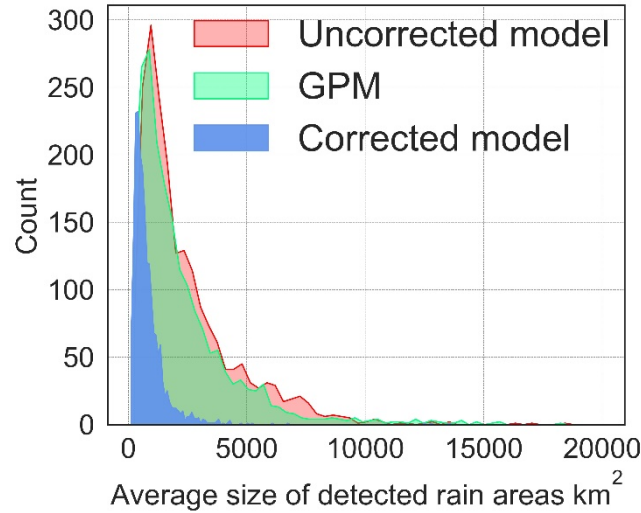 300
250
200
150
100
50
0
Count
Uncorrected model
GPM
Corrected model
0 5000 10000 15000 20000
Average size of detected rain areas km²